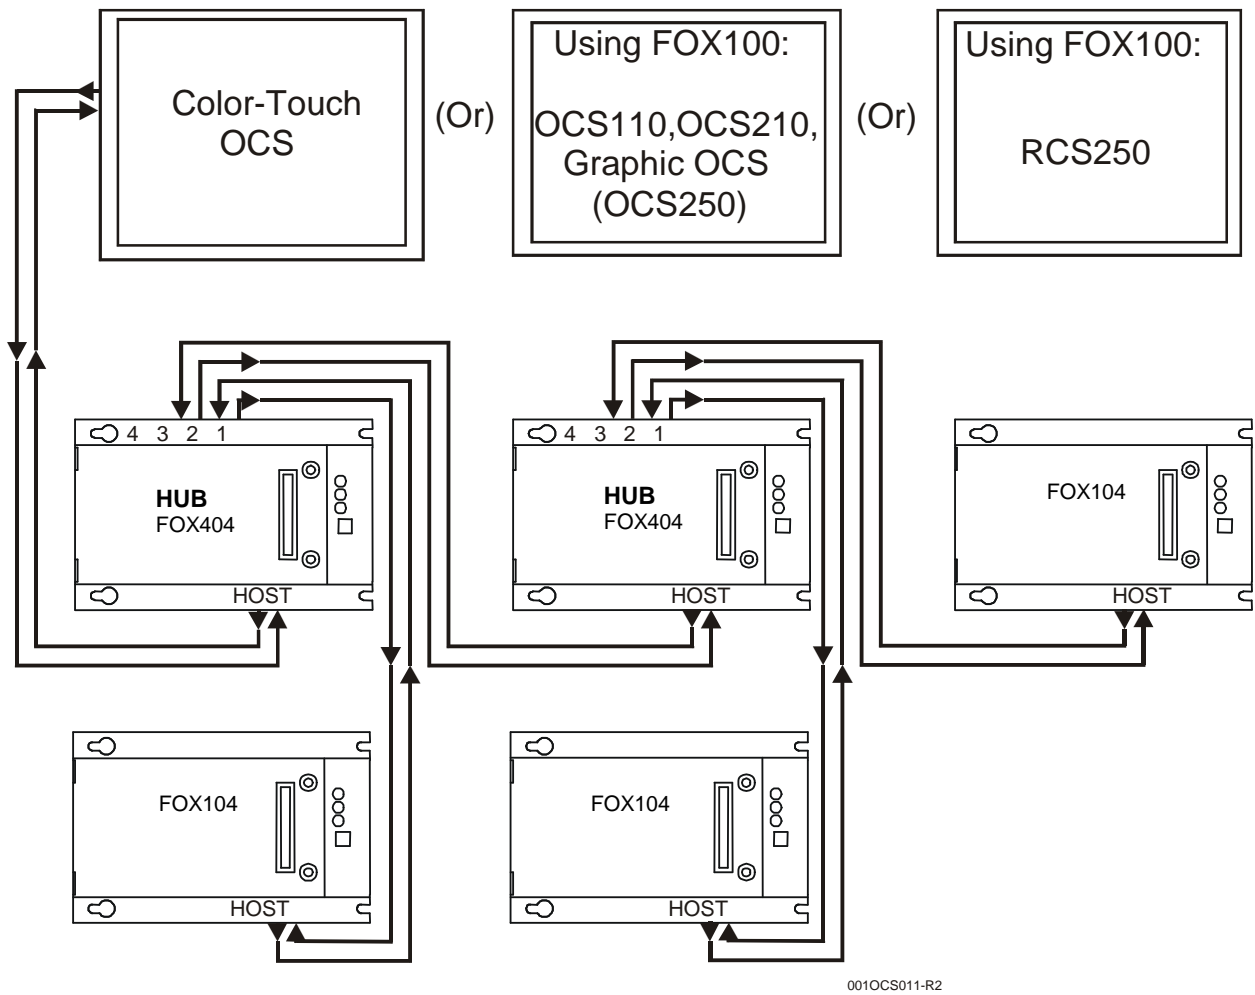 Color-Touch
OCS
(Or)
Using FOX100:
OCS110,OCS210,
Graphic OCS
(OCS250)
(Or)
Using FOX100:
RCS250
4 3 2 1
HUB
FOX404
HOST
4 3 2 1
HUB
FOX404
HOST
FOX104
HOST
FOX104
HOST
FOX104
HOST
001OCS011-R2